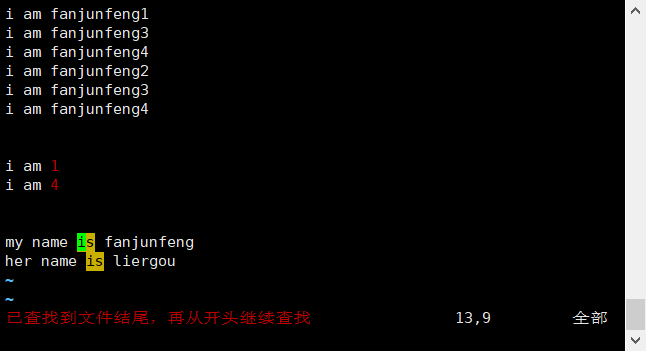 i am fanjunfeng1
i am fanjunfeng3
i am fanjunfeng4
i am fanjunfeng2
i am fanjunfeng3
i am fanjunfeng4
i am 1
i am 4
my name is fanjunfeng
her name is liergou
~
~
已查找到文件结尾，再从开头继续查找 13,9 全部